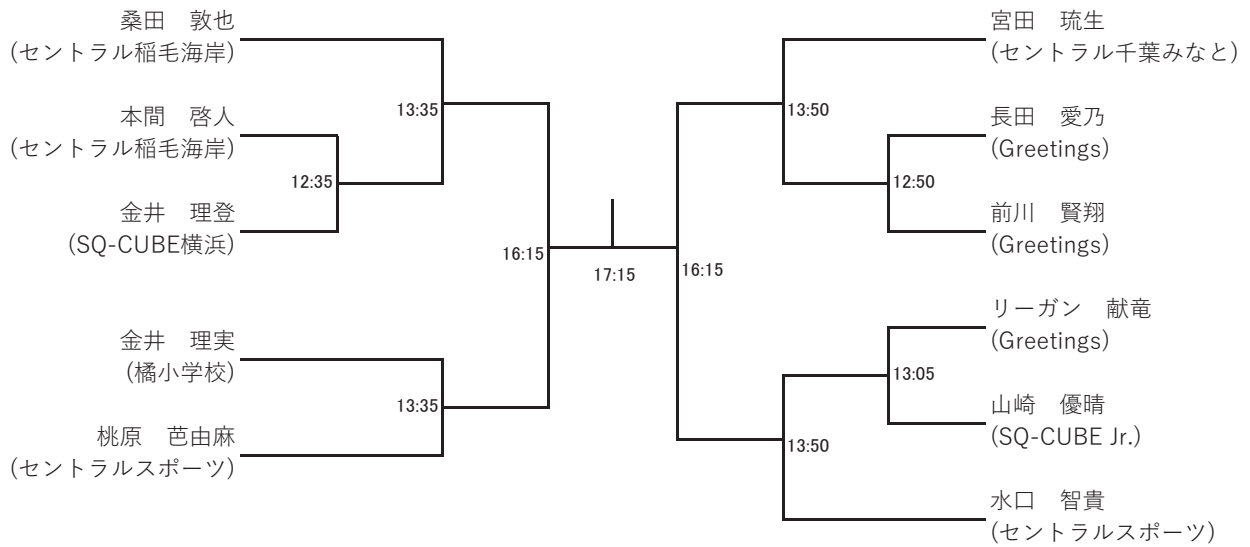 桑田　敦也
(セントラル稲毛海岸)
13:35
本間　啓人
(セントラル稲毛海岸)
12:35
金井　理登
(SQ-CUBE横浜)
16:15
金井　理実
(橘小学校)
13:35
桃原　芭由麻
(セントラルスポーツ)
17:15
宮田　琉生
(セントラル千葉みなと)
13:50
長田　愛乃
(Greetings)
12:50
前川　賢翔
(Greetings)
16:15
リーガン　献竜
(Greetings)
13:05
山崎　優晴
(SQ-CUBE Jr.)
13:50
水口　智貴
(セントラルスポーツ)